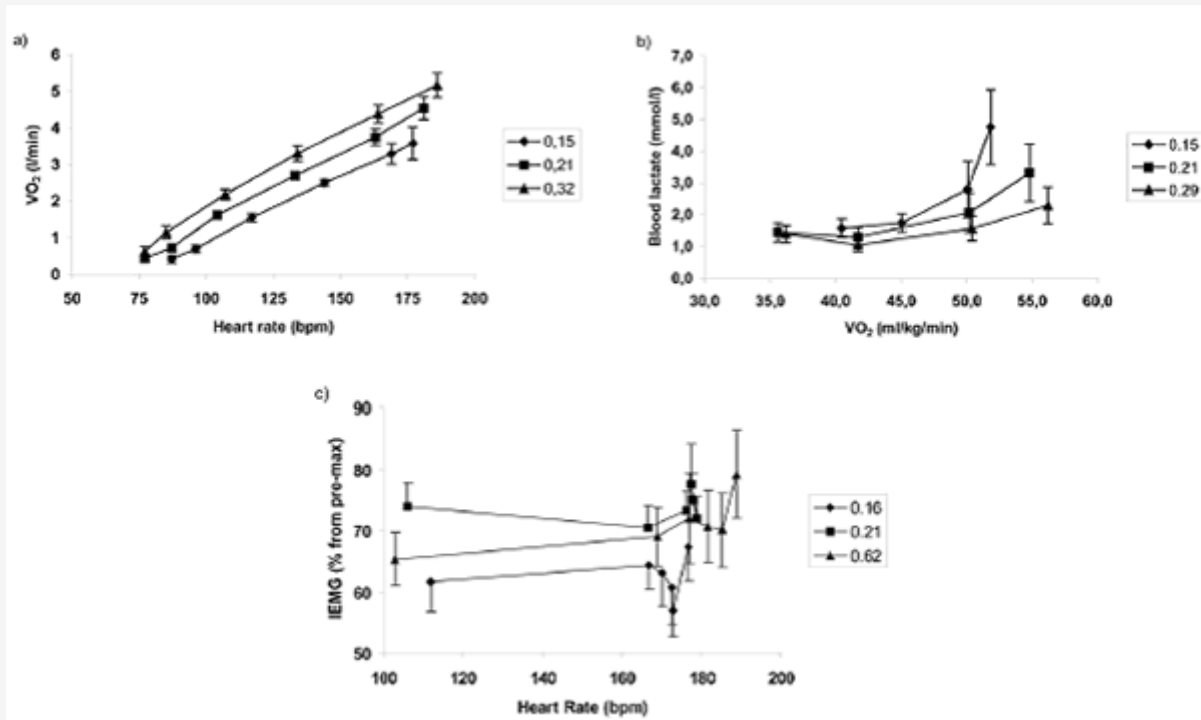 a)
6
5
4
3
2
1
0
VO₂ (l/min)
50 75 100 125 150 175 200
Heart rate (bpm)
0,15
0,21
0,32
b)
7,0
6,0
5,0
4,0
3,0
2,0
1,0
0,0
Blood lactate (mmol/l)
30,0 35,0 40,0 45,0 50,0 55,0 60,0
VO₂ (ml/kg/min)
0.15
0.21
0.29
c)
90
80
70
60
50
IEMG (% from pre-max)
100 120 140 160 180 200
Heart Rate (bpm)
0.16
0.21
0.62